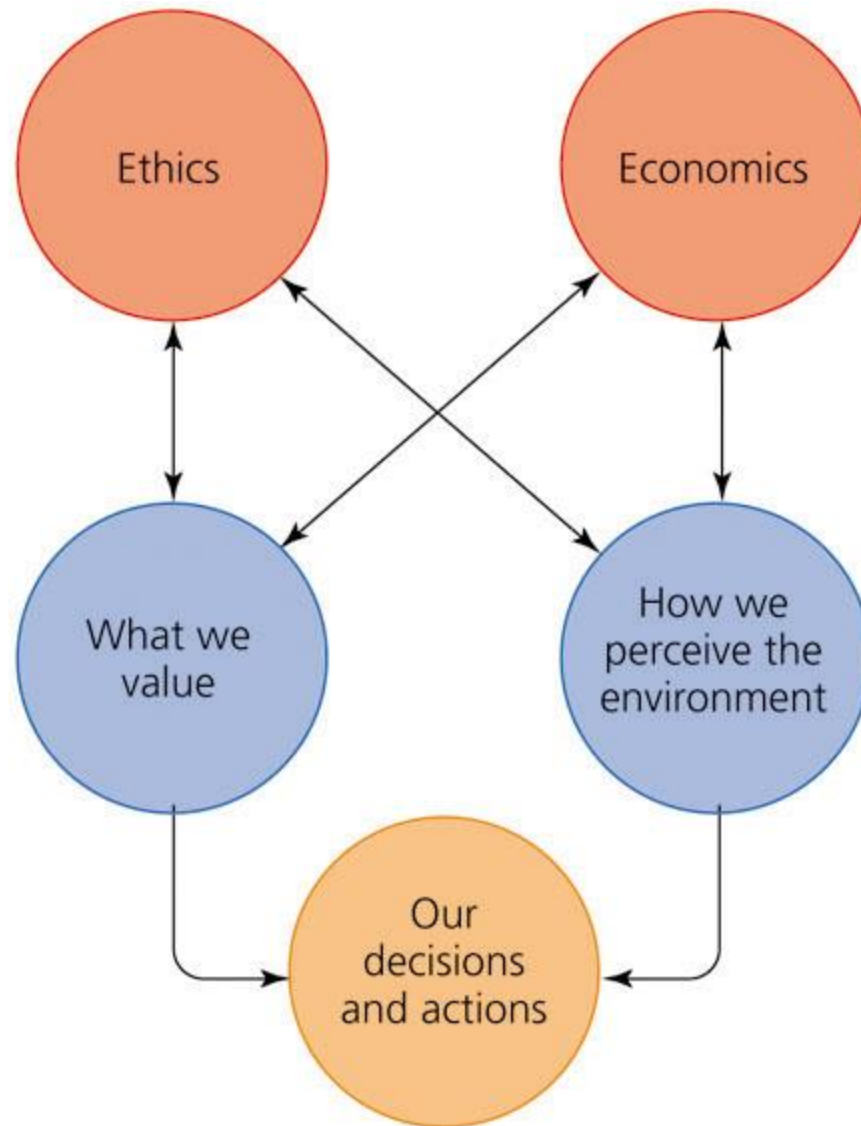 Ethics
Economics
What we
value
How we
perceive the
environment
Our
decisions
and actions